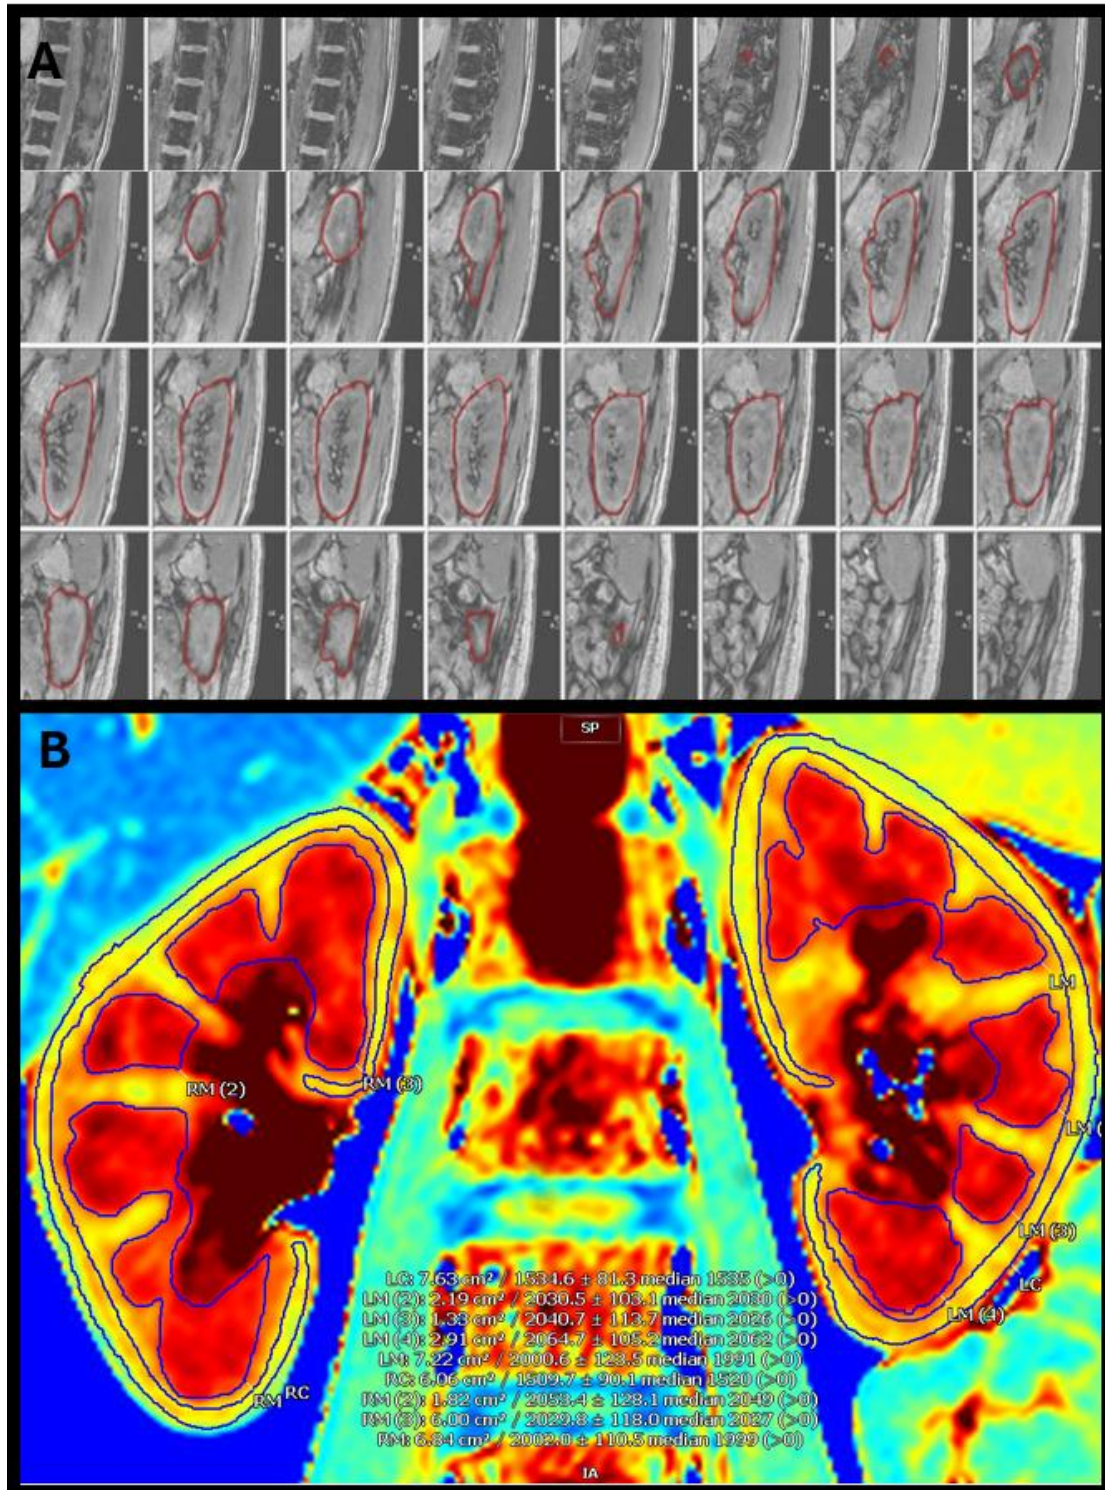 A
B
SP
LM
RM (2)
RM (3)
LM (
LM (3)
LC
LM (4)
RM
RC
LC: 7.63 cm² / 1534.6 ± 81.3 median 1535 (>0)
LM (2): 2.19 cm² / 2030.5 ± 103.1 median 2030 (>0)
LM (3): 1.33 cm² / 2040.7 ± 113.7 median 2026 (>0)
LM (4): 2.91 cm² / 2064.7 ± 105.2 median 2062 (>0)
LM: 7.22 cm² / 2000.6 ± 123.5 median 1991 (>0)
RC: 6.06 cm² / 1509.7 ± 90.1 median 1520 (>0)
RM (2): 1.82 cm² / 2053.4 ± 128.1 median 2049 (>0)
RM (3): 6.00 cm² / 2029.8 ± 118.0 median 2027 (>0)
RM: 6.84 cm² / 2002.0 ± 110.5 median 1999 (>0)
IA